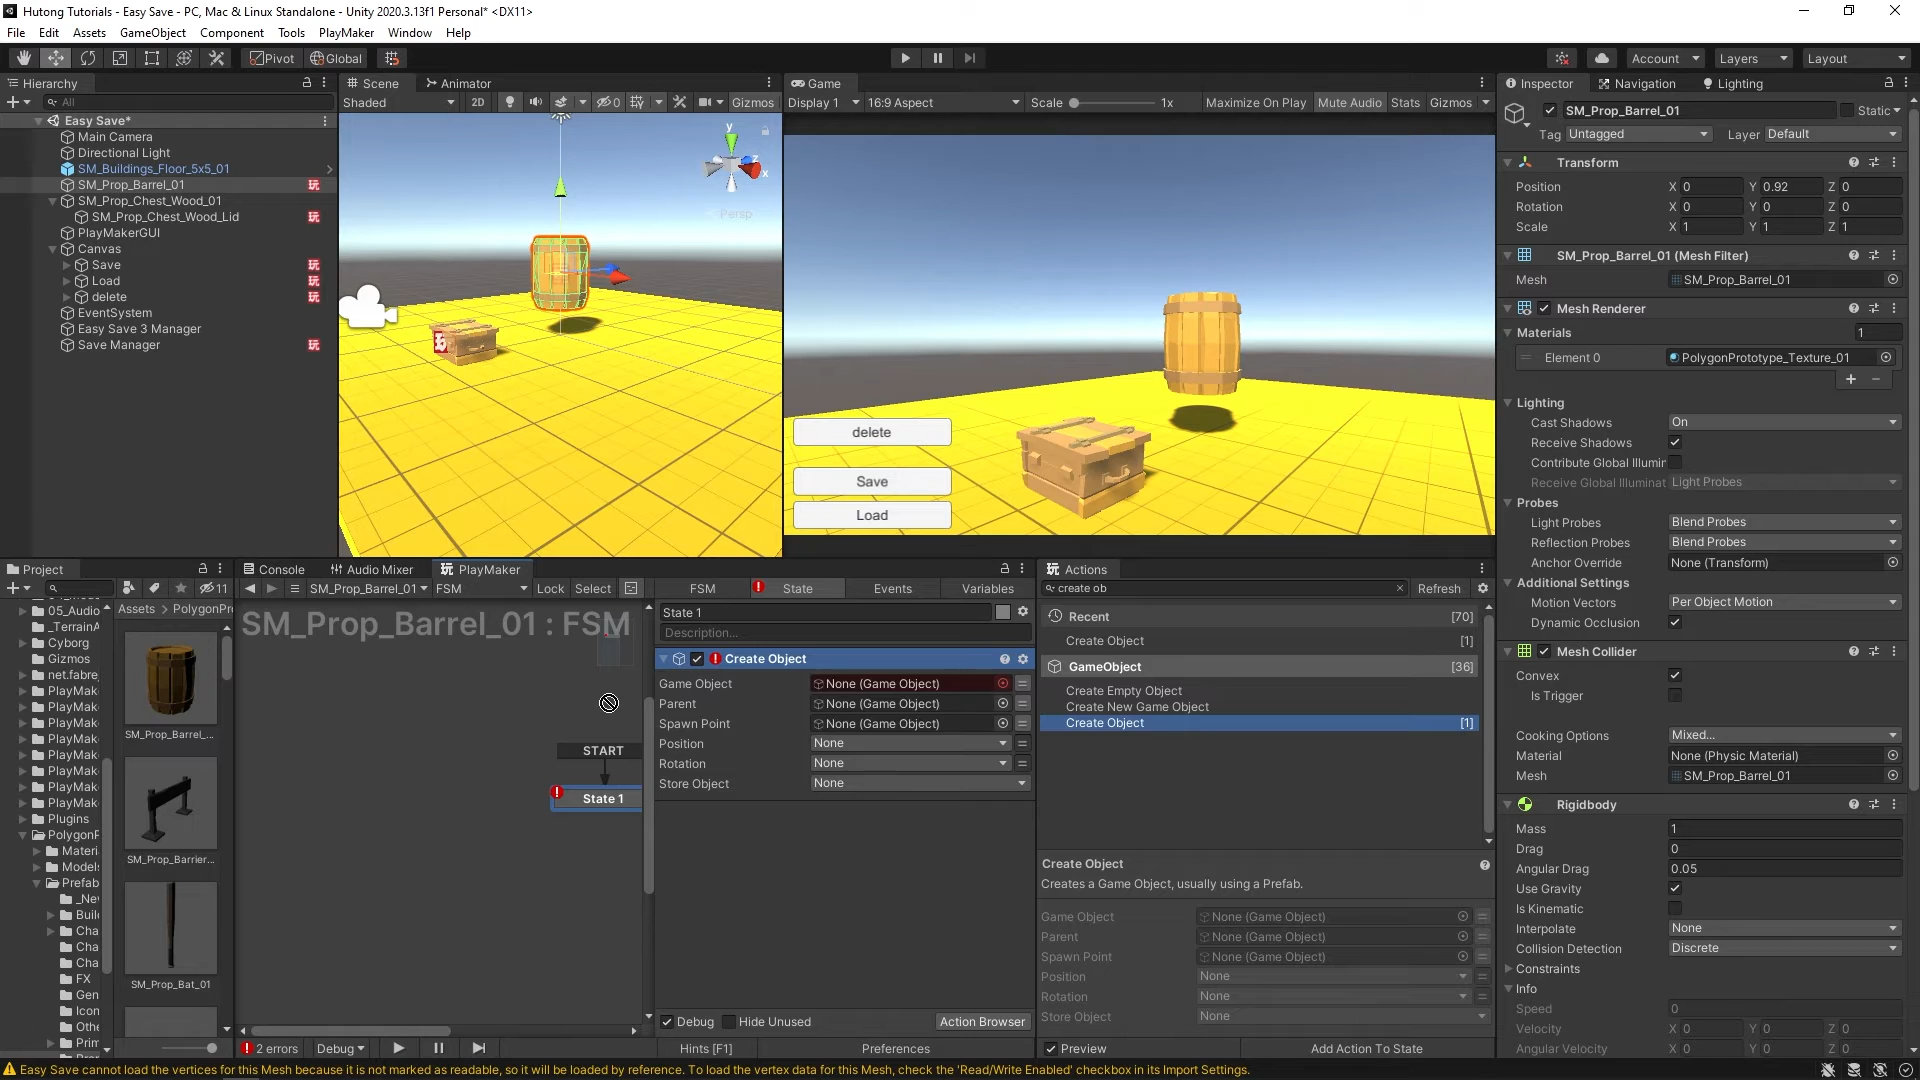 Hutong Tutorials - Easy Save - PC, Mac & Linux Standalone - Unity 2020.3.13f1 Personal* <DX11>
File Edit Assets GameObject Component Tools PlayMaker Window Help
Pivot Global Account Layers Layout
Hierarchy
All
Easy Save*
Main Camera
Directional Light
SM_Buildings_Floor_5x5_01
SM_Prop_Barrel_01
SM_Prop_Chest_Wood_01
SM_Prop_Chest_Wood_Lid
PlayMakerGUI
Canvas
Save
Load
delete
EventSystem
Easy Save 3 Manager
Save Manager
Scene Animator
Shaded 2D 0 Gizmos
y
z
x
Persp
Game
Display 1 16:9 Aspect Scale 1x Maximize On Play Mute Audio Stats Gizmos
delete
Save
Load
Inspector Navigation Lighting
SM_Prop_Barrel_01 Static
Tag Untagged Layer Default
Transform
Position X 0 Y 0.92 Z 0
Rotation X 0 Y 0 Z 0
Scale X 1 Y 1 Z 1
SM_Prop_Barrel_01 (Mesh Filter)
Mesh SM_Prop_Barrel_01
Mesh Renderer
Materials 1
Element 0 PolygonPrototype_Texture_01
Lighting
Cast Shadows On
Receive Shadows
Contribute Global Illumir
Receive Global Illuminat Light Probes
Probes
Light Probes Blend Probes
Reflection Probes Blend Probes
Anchor Override None (Transform)
Additional Settings
Motion Vectors Per Object Motion
Dynamic Occlusion
Mesh Collider
Convex
Is Trigger
Cooking Options Mixed...
Material None (Physic Material)
Mesh SM_Prop_Barrel_01
Rigidbody
Mass 1
Drag 0
Angular Drag 0.05
Use Gravity
Is Kinematic
Interpolate None
Collision Detection Discrete
Constraints
Info
Speed 0
Velocity X 0 Y 0 Z 0
Angular Velocity X 0 Y 0 Z 0
Project
11
Assets > PolygonPr
05_Audio
_TerrainA
Cyborg
Gizmos
net.fabre
PlayMak
PlayMak
PlayMak
PlayMak
PlayMak
PlayMak
PlayMak
PlayMak
Plugins
PolygonF
Materi
Model
Prefab
_Nev
Buil
Cha
Cha
Cha
FX
Gen
Icon
Othe
Prim
SM_Prop_Barrel_...
SM_Prop_Barrier...
SM_Prop_Bat_01
Console Audio Mixer PlayMaker
SM_Prop_Barrel_01 FSM Lock Select
SM_Prop_Barrel_01 : FSM
START
State 1
2 errors Debug
FSM State Events Variables
State 1
Description...
Create Object
Game Object None (Game Object)
Parent None (Game Object)
Spawn Point None (Game Object)
Position None
Rotation None
Store Object None
Debug Hide Unused Action Browser
Hints [F1] Preferences
Actions
create ob Refresh
Recent [70]
Create Object [1]
GameObject [36]
Create Empty Object
Create New Game Object
Create Object [1]
Create Object
Creates a Game Object, usually using a Prefab.
Game Object None (Game Object)
Parent None (Game Object)
Spawn Point None (Game Object)
Position None
Rotation None
Store Object None
Preview Add Action To State
Easy Save cannot load the vertices for this Mesh because it is not marked as readable, so it will be loaded by reference. To load the vertex data for this Mesh, check the 'Read/Write Enabled' checkbox in its Import Settings.